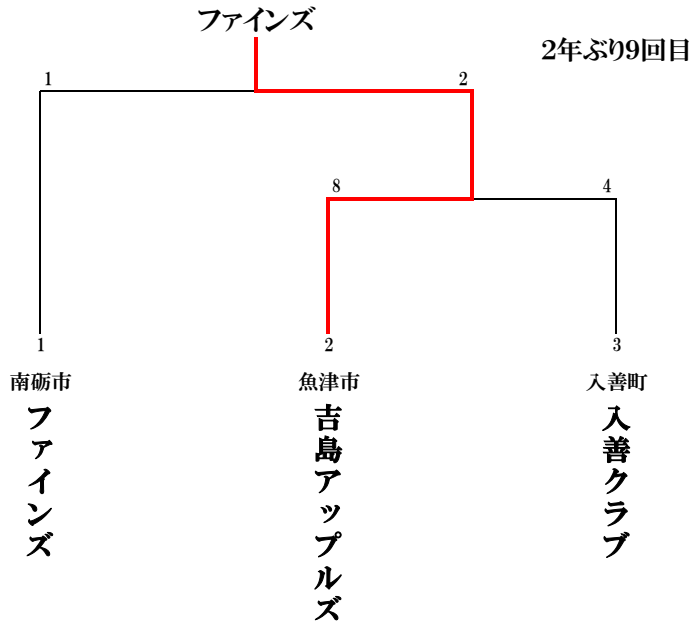 ファインズ
2年ぶり9回目
1
2
8
4
1
2
3
南砺市
魚津市
入善町
ファインズ
吉島アップルズ
入善クラブ